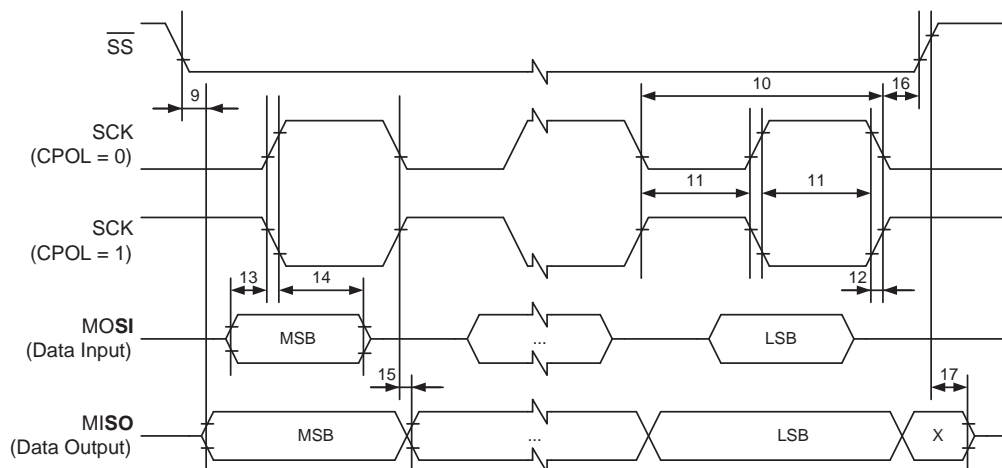 SS
9
10
16
SCK
(CPOL = 0)
11
11
SCK
(CPOL = 1)
13
14
12
MOSI
(Data Input)
MSB
...
LSB
15
17
MISO
(Data Output)
MSB
...
LSB
X